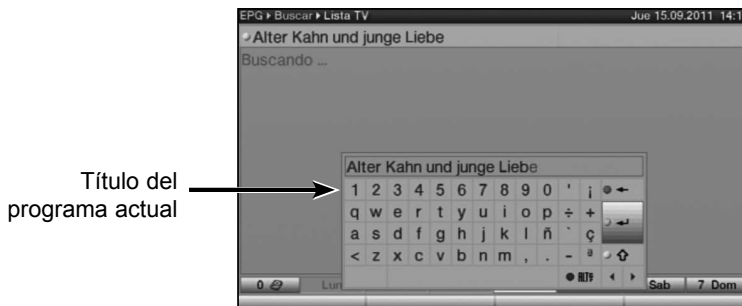 EPG ▸ Buscar ▸ Lista TV Jue 15.09.2011 14:1
Alter Kahn und junge Liebe
Buscando ...
Título del
programa actual
Alter Kahn und junge Liebe
1 2 3 4 5 6 7 8 9 0 ' ¡
q w e r t y u i o p ÷ +
a s d f g h j k l ñ ` ç
< z x c v b n m , . - ª
ALT
0 Lun Sab 7 Dom